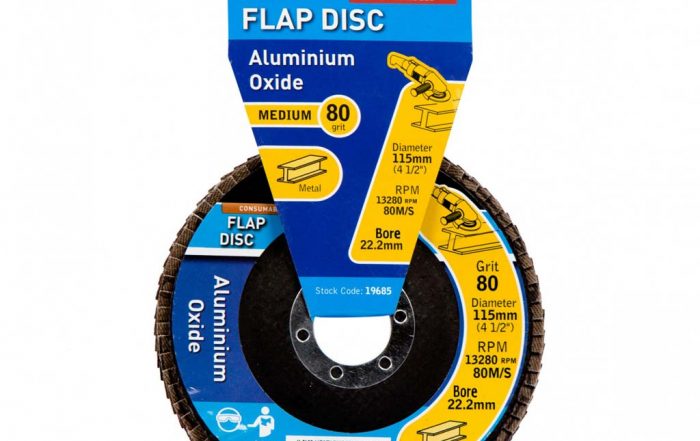 FLAP DISC
Aluminium
Oxide
MEDIUM 80
grit
Metal
Diameter
115mm
(4 1/2")
RPM
13280 RPM
80M/S
Bore
22.2mm
Stock Code: 19685
FLAP
DISC
Aluminium
Oxide
Grit
80
Diameter
115mm
(4 1/2")
RPM
13280 RPM
80M/S
Bore
22.2mm